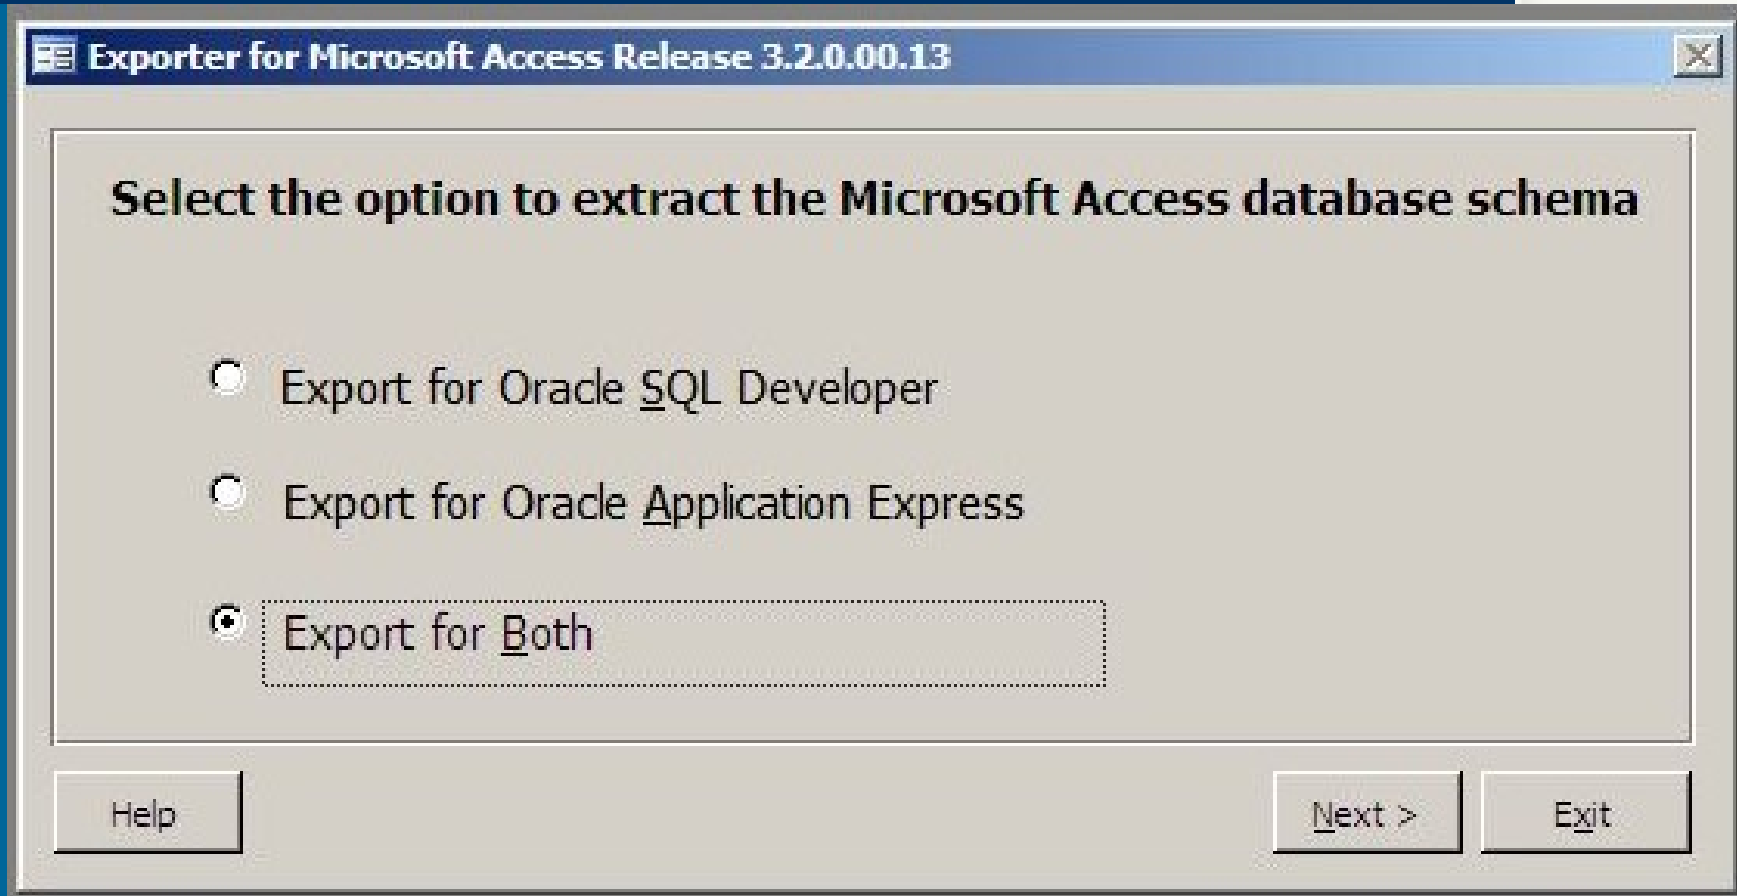 Exporter for Microsoft Access Release 3.2.0.00.13
Select the option to extract the Microsoft Access database schema
Export for Oracle SQL Developer
Export for Oracle Application Express
Export for Both
Help
Next >
Exit